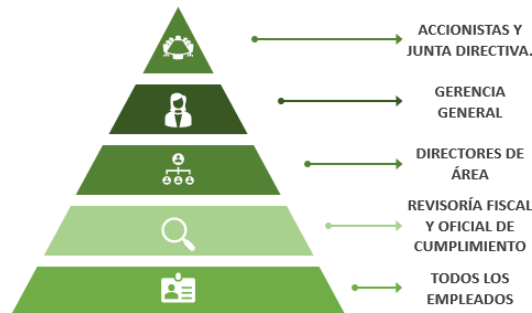 ACCIONISTAS Y
JUNTA DIRECTIVA.
GERENCIA
GENERAL
DIRECTORES DE
ÁREA
REVISORÍA FISCAL
Y OFICIAL DE
CUMPLIMIENTO
TODOS LOS
EMPLEADOS